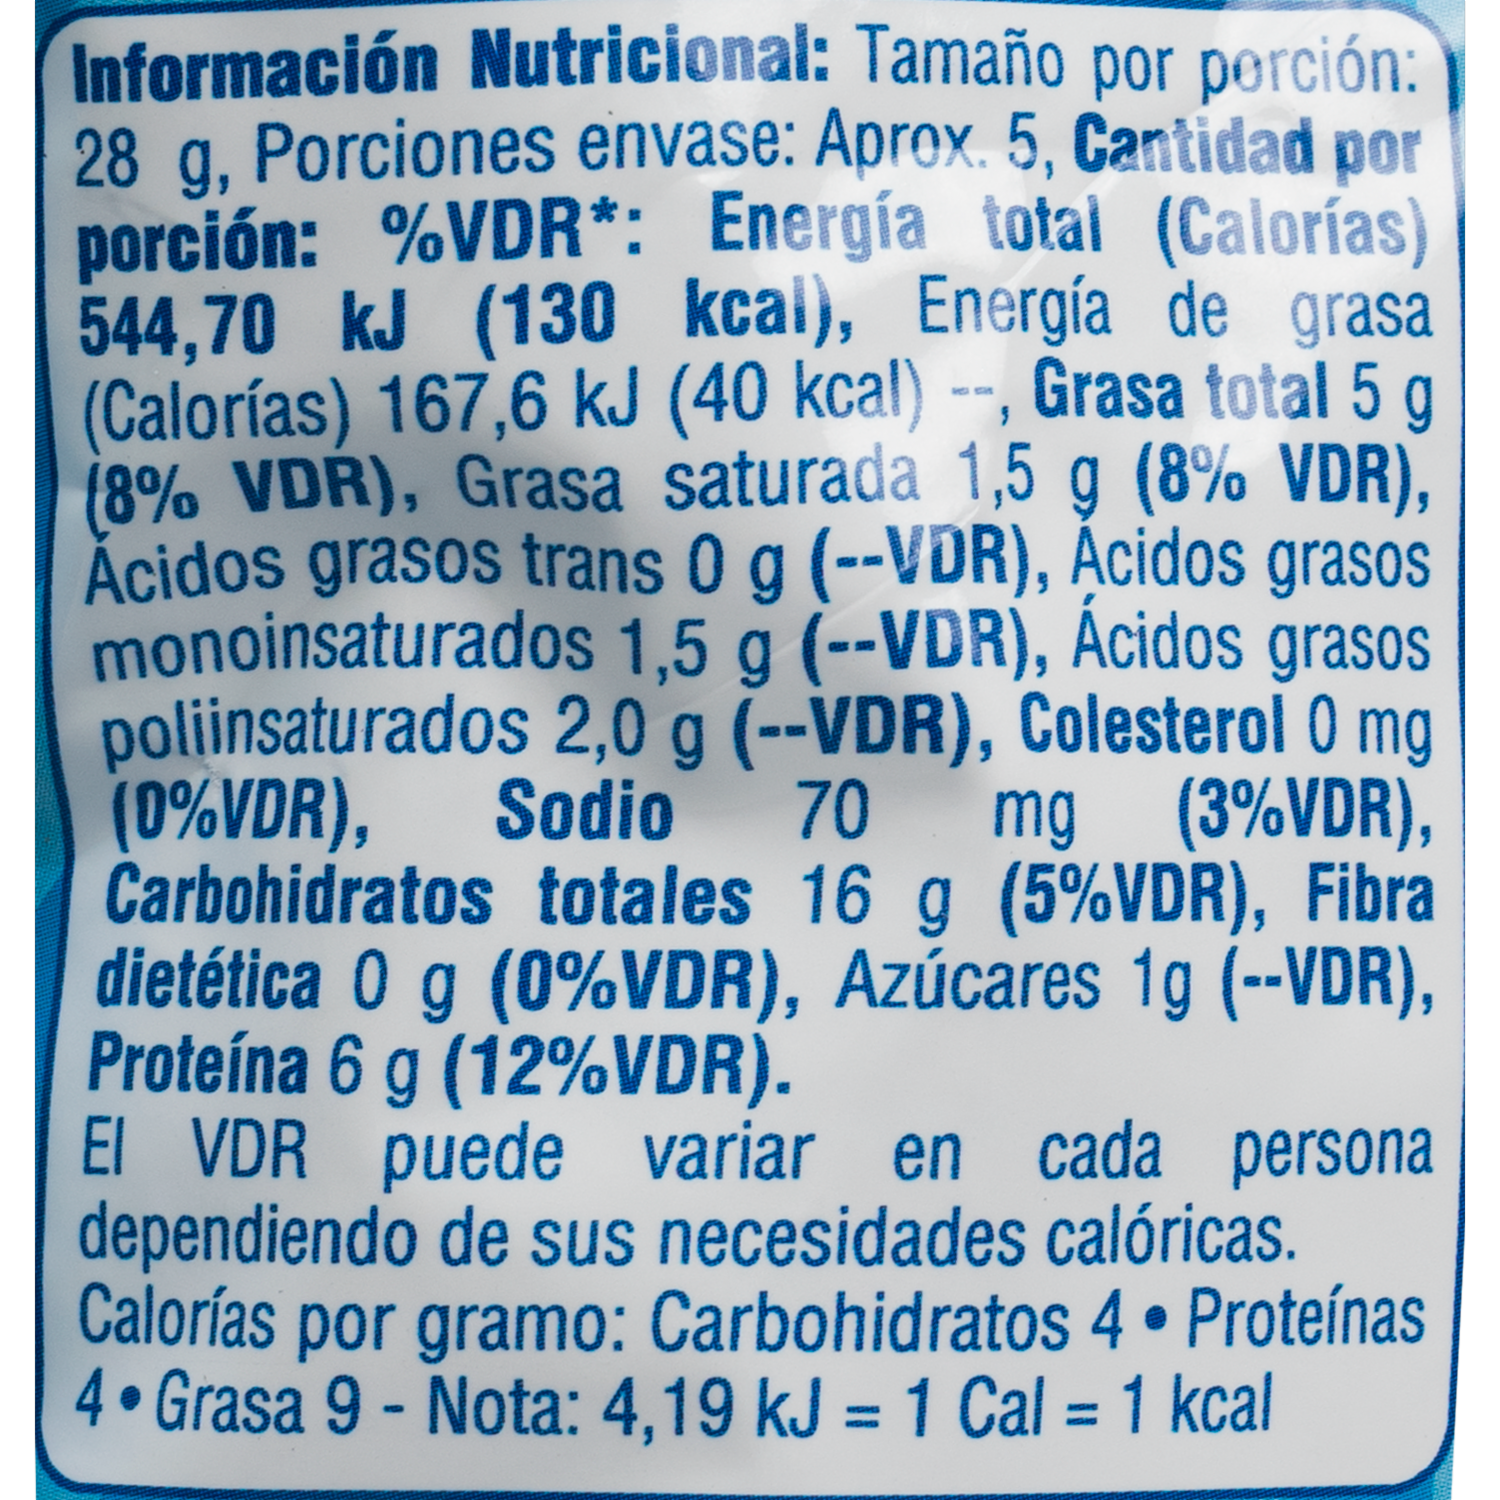 Información Nutricional: Tamaño por porción:
28 g, Porciones envase: Aprox. 5, Cantidad por
porción: %VDR*: Energía total (Calorías)
544,70 kJ (130 kcal), Energía de grasa
(Calorías) 167,6 kJ (40 kcal) --, Grasa total 5 g
(8% VDR), Grasa saturada 1,5 g (8% VDR),
Ácidos grasos trans 0 g (--VDR), Ácidos grasos
monoinsaturados 1,5 g (--VDR), Ácidos grasos
poliinsaturados 2,0 g (--VDR), Colesterol 0 mg
(0%VDR), Sodio 70 mg (3%VDR),
Carbohidratos totales 16 g (5%VDR), Fibra
dietética 0 g (0%VDR), Azúcares 1g (--VDR),
Proteína 6 g (12%VDR).
El VDR puede variar en cada persona
dependiendo de sus necesidades calóricas.
Calorías por gramo: Carbohidratos 4 • Proteínas
4 • Grasa 9 - Nota: 4,19 kJ = 1 Cal = 1 kcal